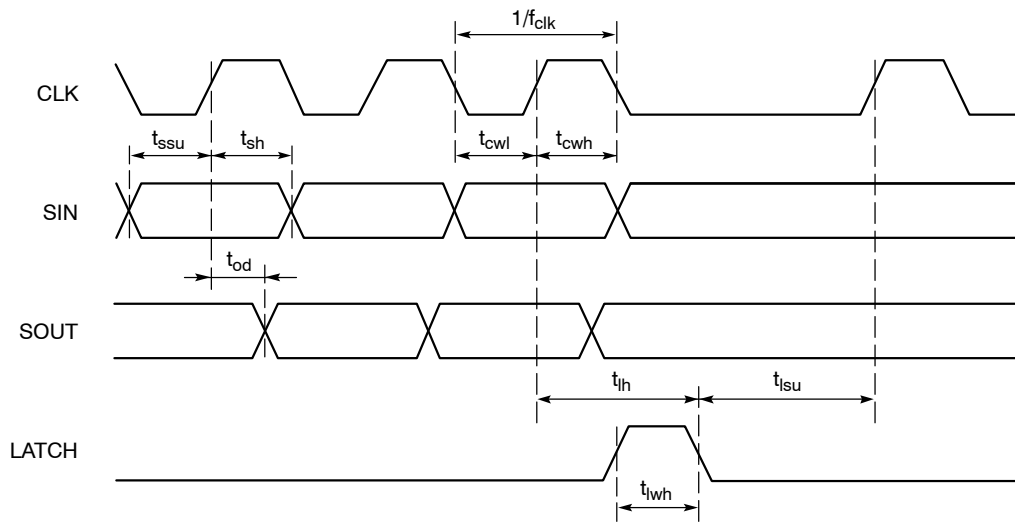 1/fclk
CLK
tssu
tsh
tcwl
tcwh
SIN
tod
SOUT
tlh
tlsu
LATCH
tlwh